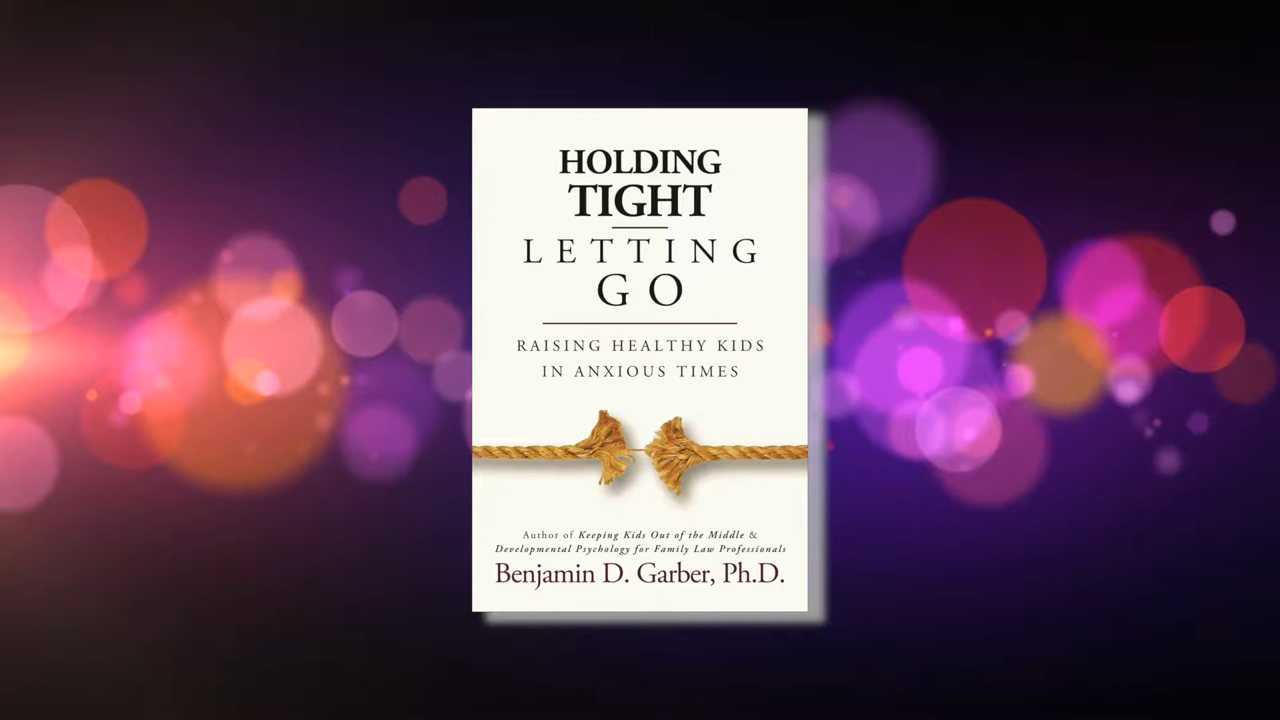 HOLDING
TIGHT
LETTING
GO
RAISING HEALTHY KIDS
IN ANXIOUS TIMES
Author of Keeping Kids Out of the Middle &
Developmental Psychology for Family Law Professionals
Benjamin D. Garber, Ph.D.